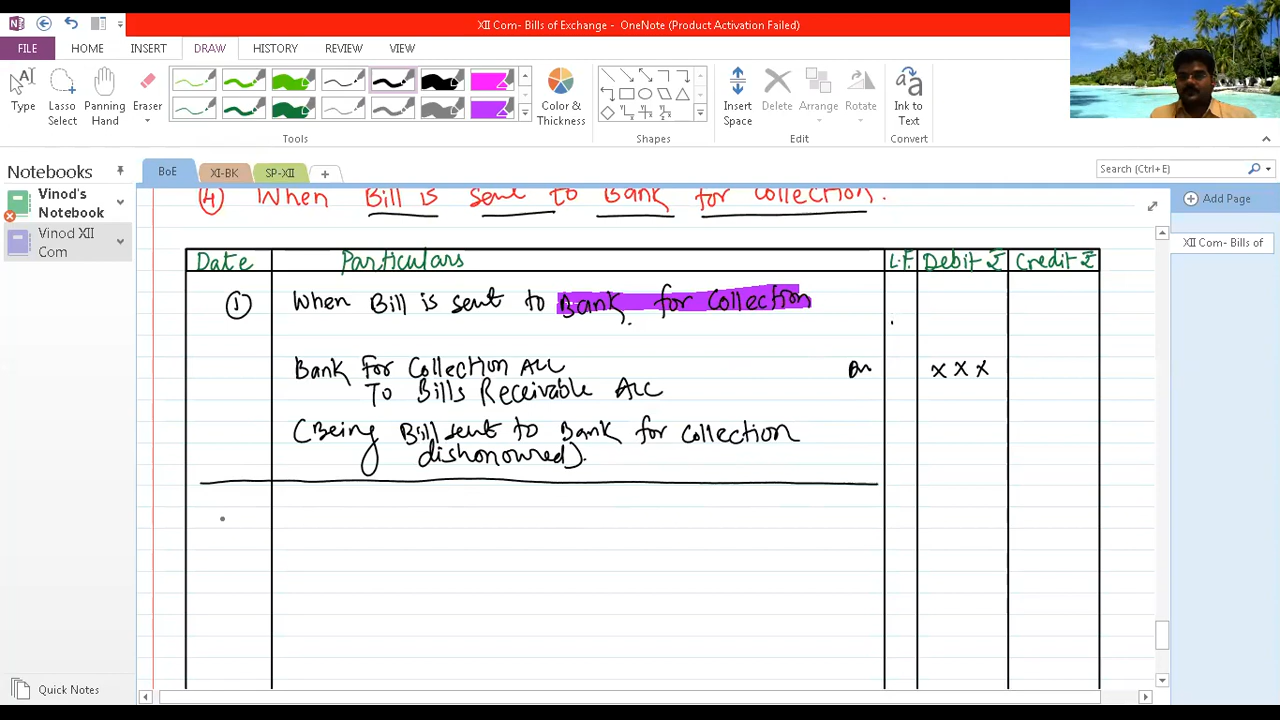 XII Com- Bills of Exchange - OneNote (Product Activation Failed)
FILE HOME INSERT DRAW HISTORY REVIEW VIEW
Type Lasso Select Panning Hand Eraser Color & Thickness Insert Space Delete Arrange Rotate Ink to Text
Tools Shapes Edit Convert
Notebooks BoE XI-BK SP-XII Search (Ctrl+E)
Vinod's Notebook
Vinod XII Com
Add Page
XII Com- Bills of
(4) When Bill is sent to Bank for Collection.
Date Particulars L.F. Debit ₹ Credit ₹
① When Bill is sent to Bank for Collection
Bank For Collection A/c Dr x x x
To Bills Receivable A/c
(Being Bill sent to Bank for Collection
dishonoured).
Quick Notes